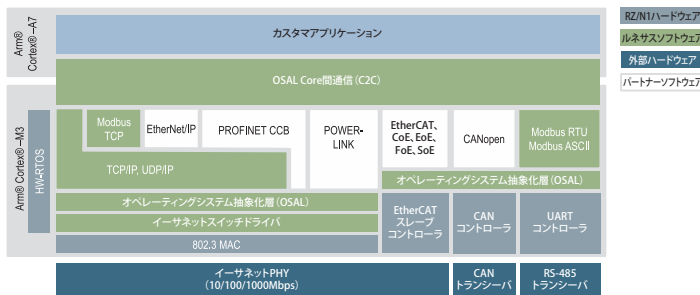 Arm®
Cortex® –A7
カスタマアプリケーション
OSAL Core間通信（C2C）
Arm® Cortex® –M3
HW-RTOS
Modbus
TCP
EtherNet/IP
PROFINET CCB
POWER-
LINK
EtherCAT、
CoE、EoE、
FoE、SoE
CANopen
Modbus RTU
Modbus ASCII
TCP/IP, UDP/IP
オペレーティングシステム抽象化層（OSAL）
オペレーティングシステム抽象化層（OSAL）
イーサネットスイッチドライバ
802.3 MAC
EtherCAT
スレーブ
コントローラ
CAN
コントローラ
UART
コントローラ
イーサネットPHY
（10/100/1000Mbps）
CAN
トランシーバ
RS-485
トランシーバ
RZ/N1ハードウェア
ルネサスソフトウェア
外部ハードウェア
パートナーソフトウェア